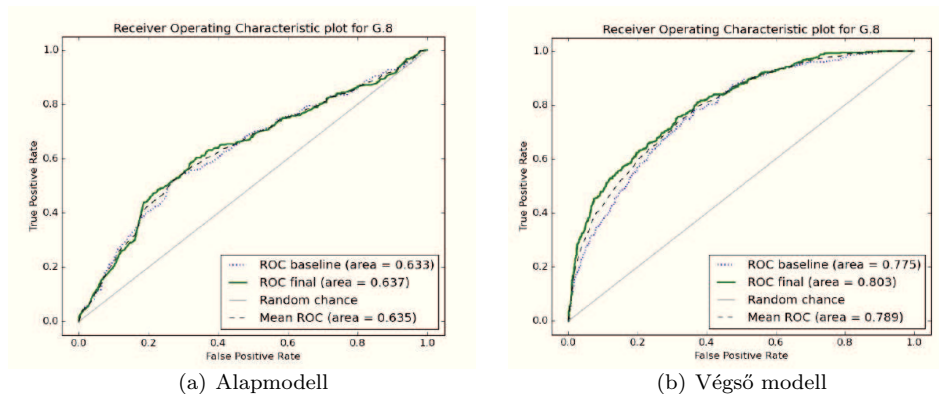 Receiver Operating Characteristic plot for G.8
True Positive Rate
1.0
0.8
0.6
0.4
0.2
0.0
0.0 0.2 0.4 0.6 0.8 1.0
False Positive Rate
ROC baseline (area = 0.633)
ROC final (area = 0.637)
Random chance
Mean ROC (area = 0.635)
(a) Alapmodell
Receiver Operating Characteristic plot for G.8
True Positive Rate
1.0
0.8
0.6
0.4
0.2
0.0
0.0 0.2 0.4 0.6 0.8 1.0
False Positive Rate
ROC baseline (area = 0.775)
ROC final (area = 0.803)
Random chance
Mean ROC (area = 0.789)
(b) Végső modell